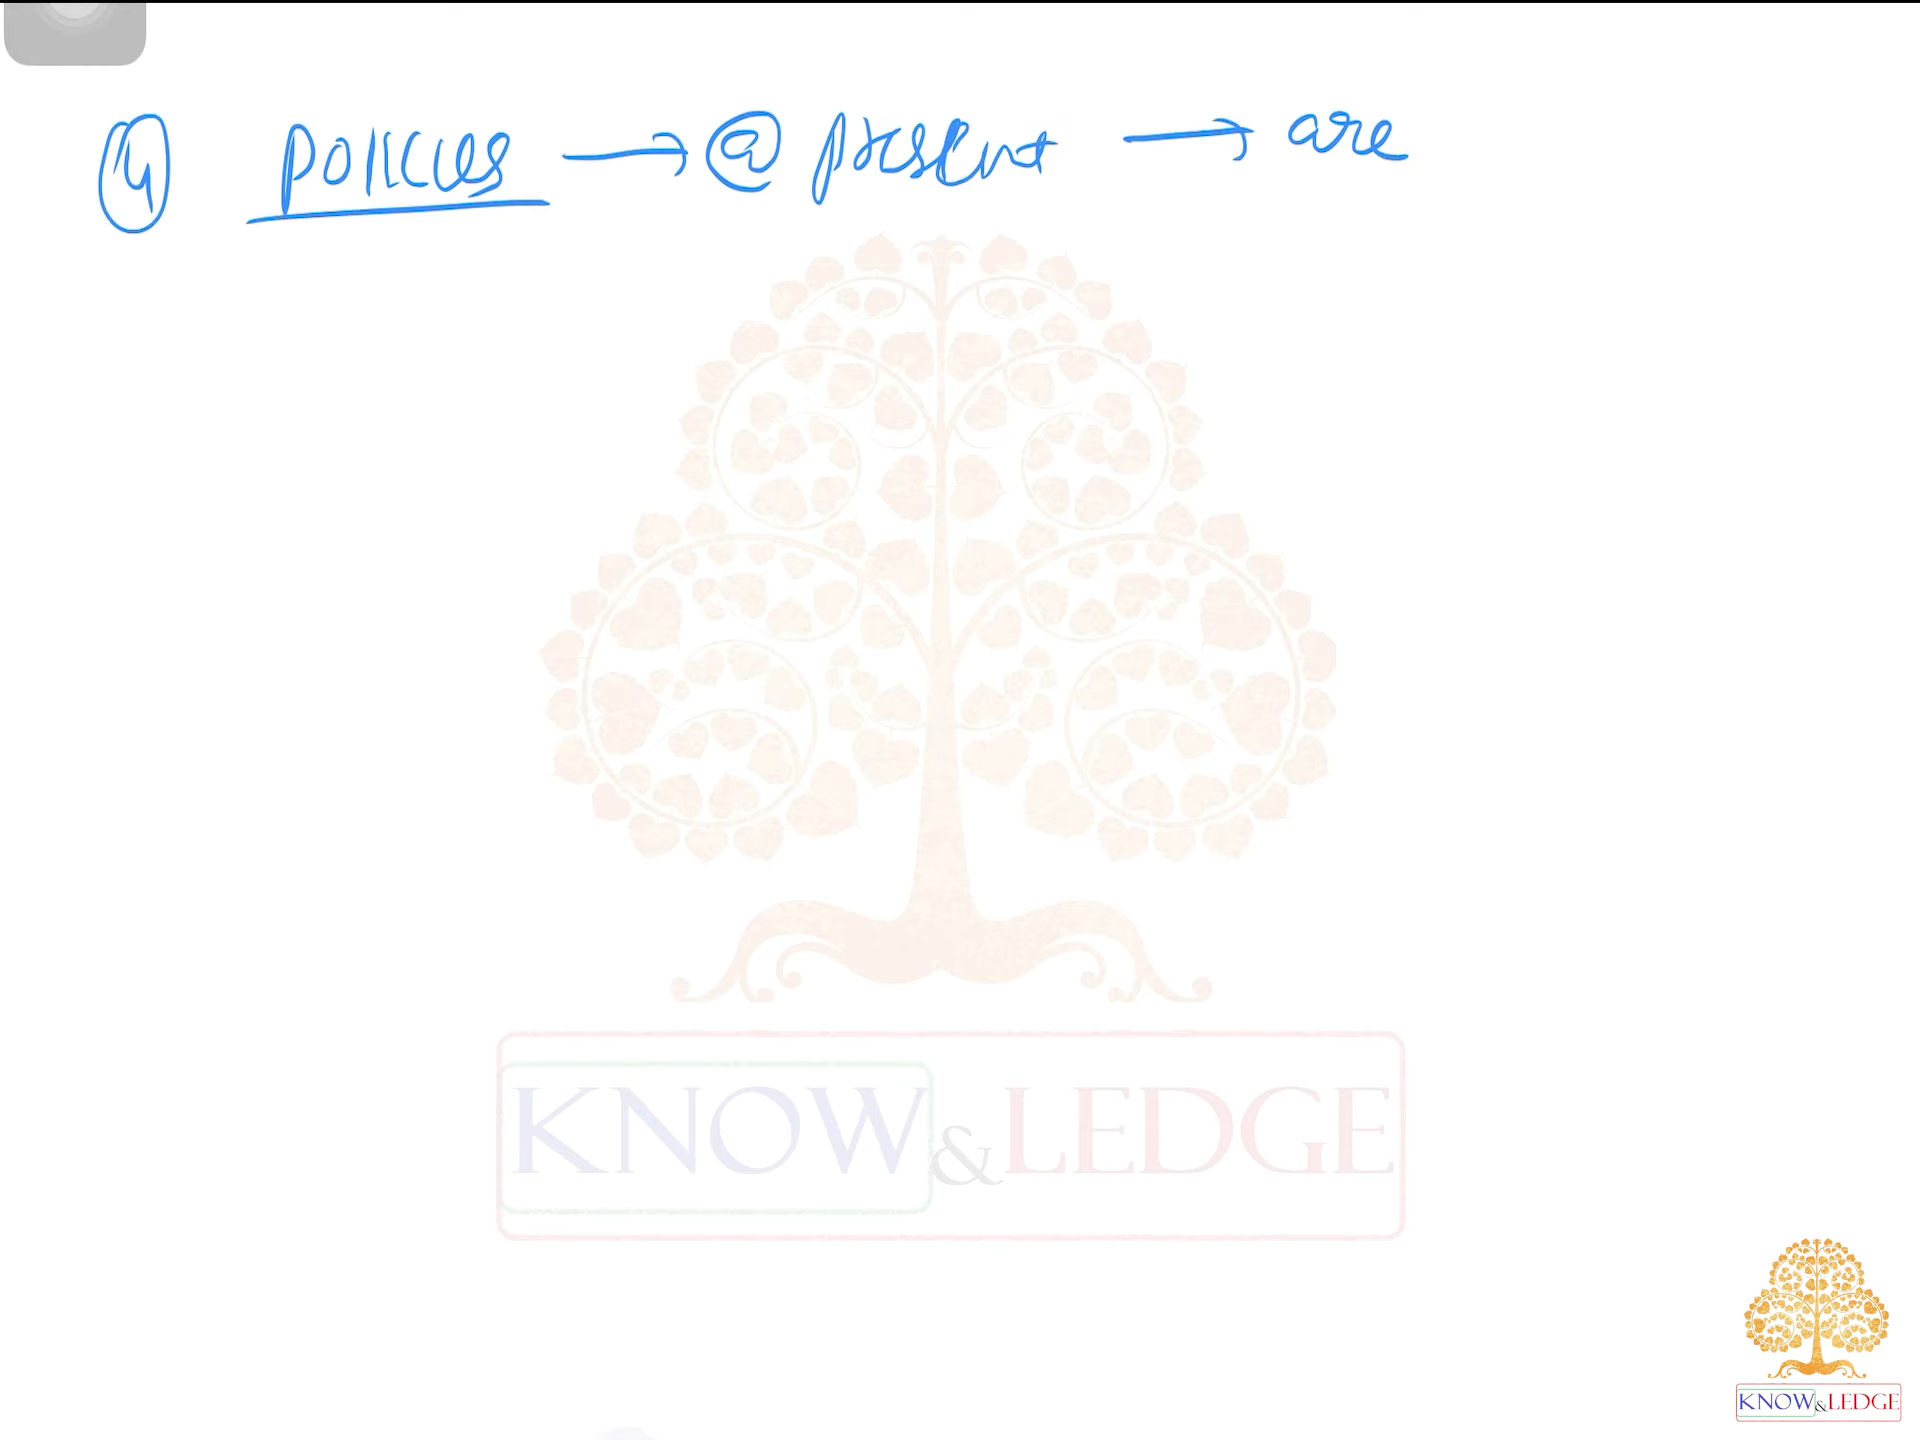 ④ policies → @ present → are
KNOW&LEDGE
KNOW&LEDGE